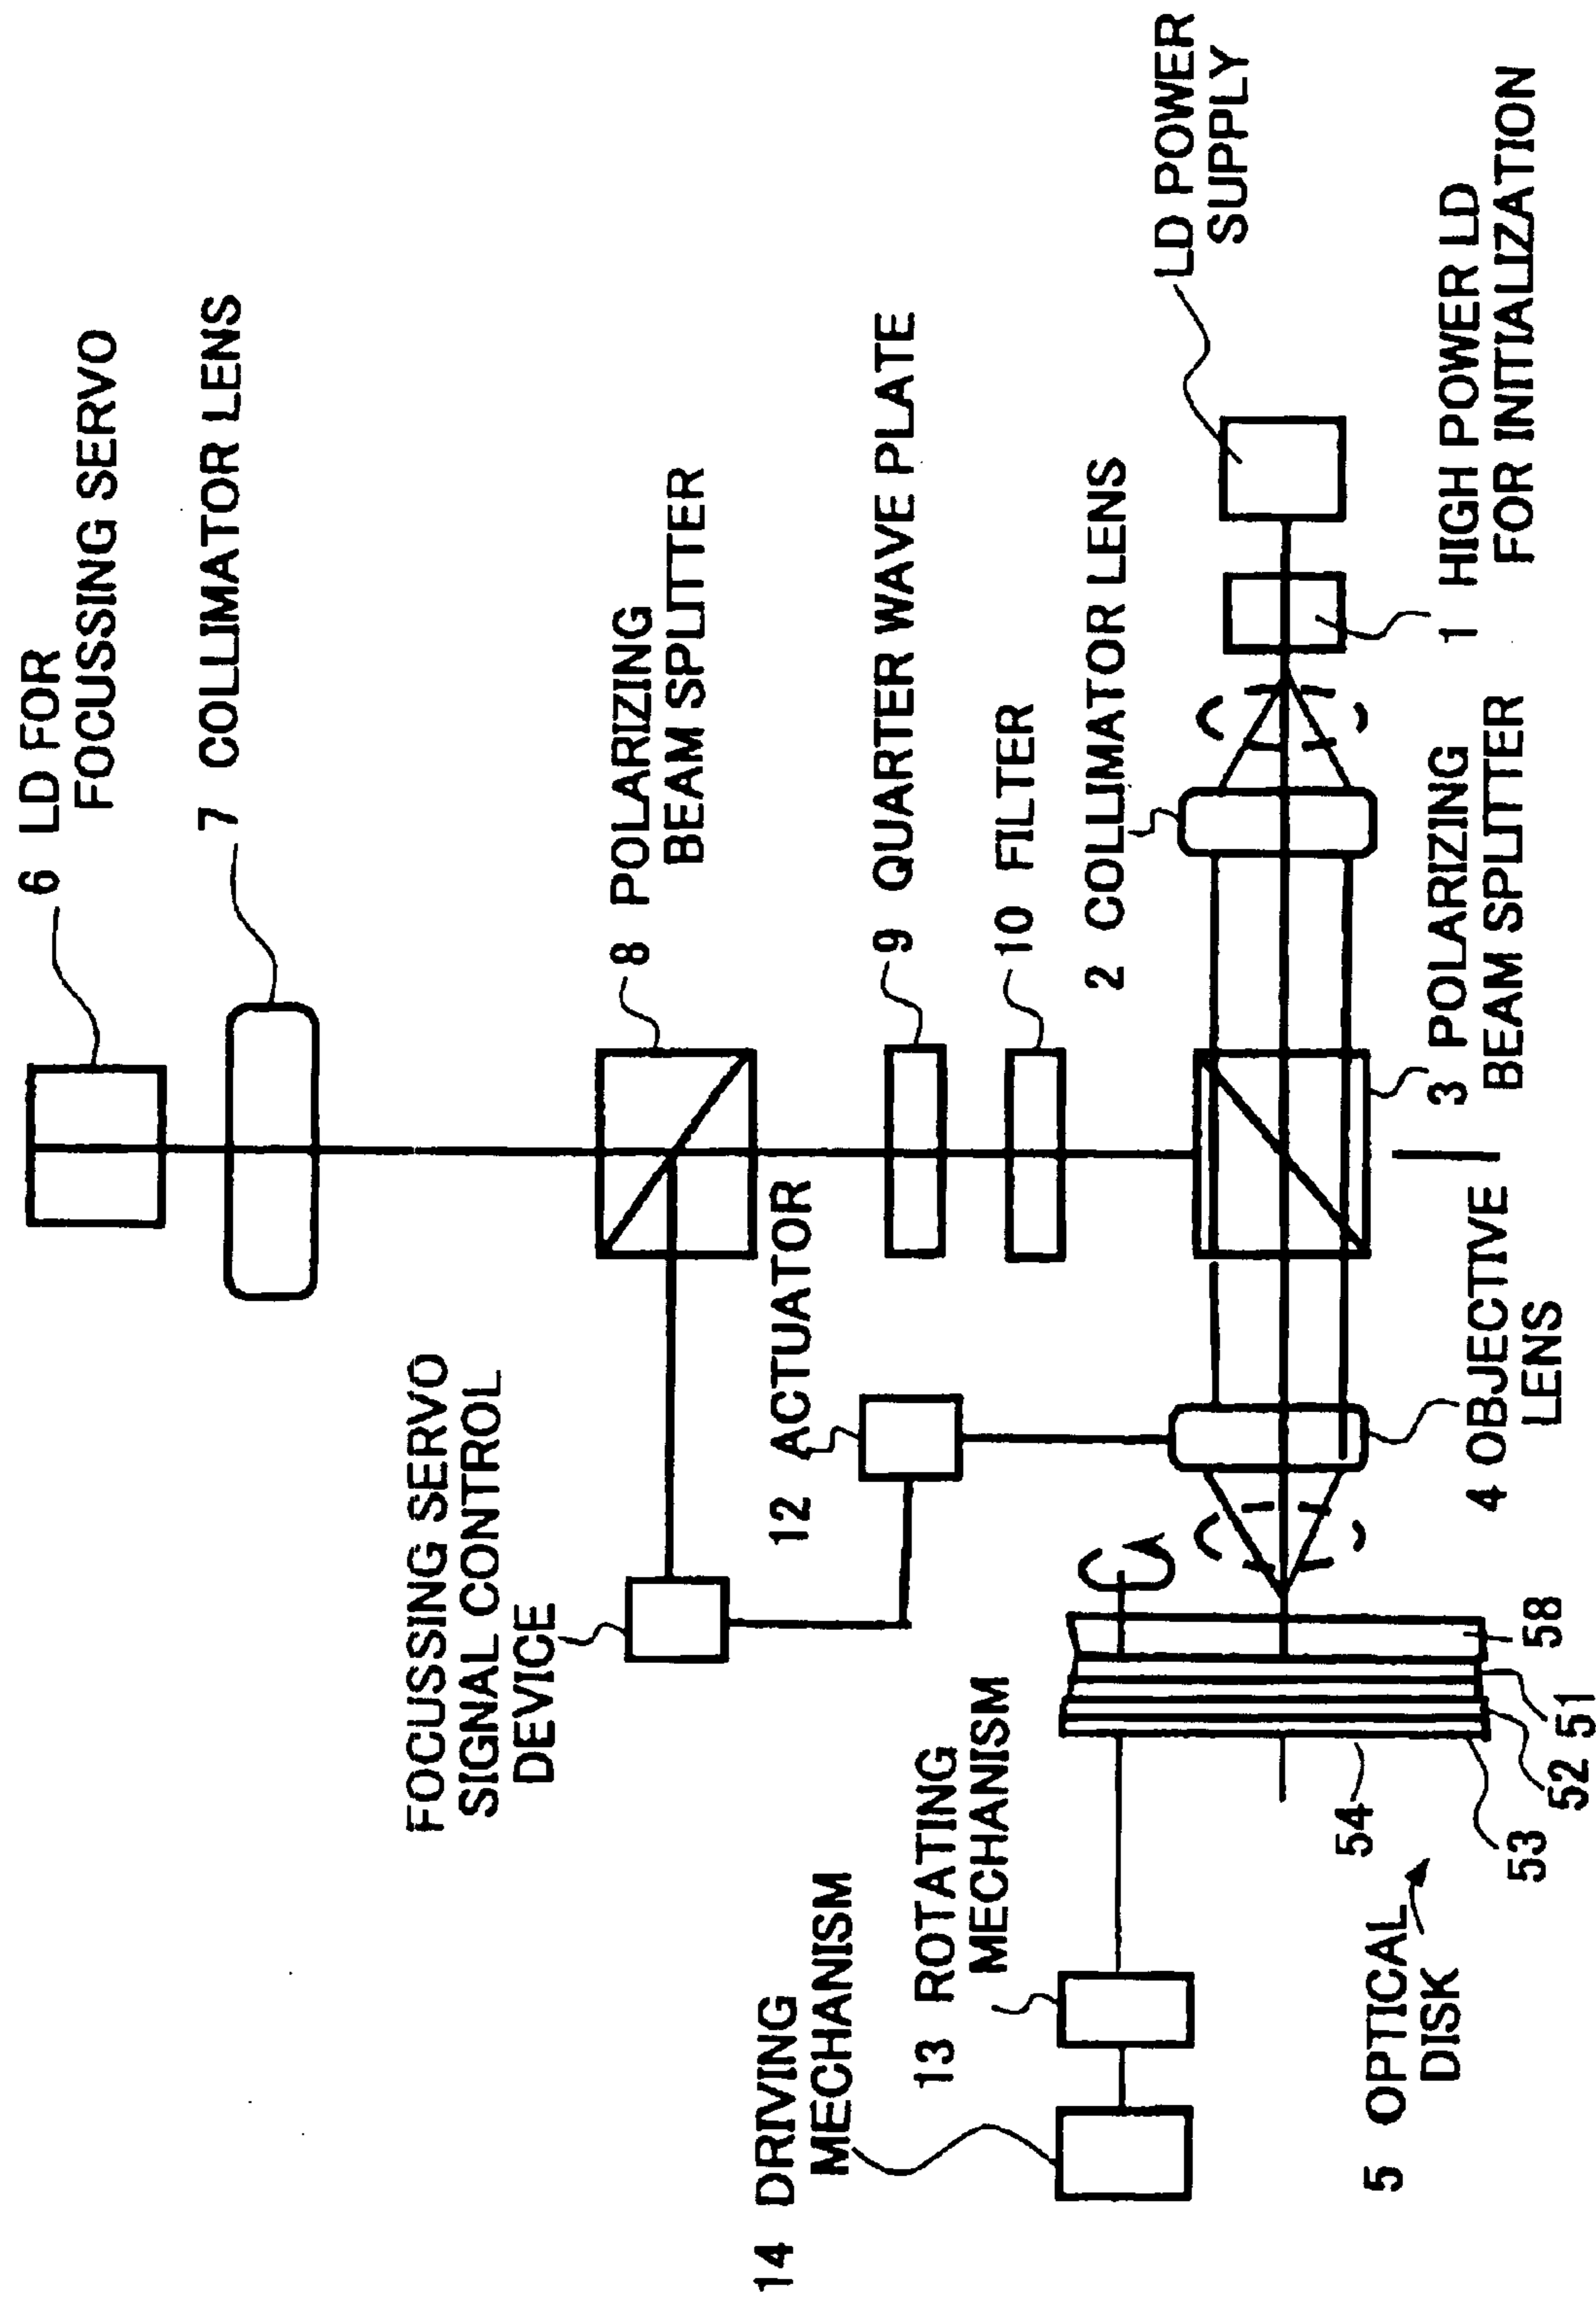 6 LD FOR
FOCUSSING SERVO
7 COLLIMATOR LENS
FOCUSSING SERVO
SIGNAL CONTROL
DEVICE
8 POLARIZING
BEAM SPLITTER
14 DRIVING
MECHANISM
12 ACTUATOR
9 QUARTER WAVE PLATE
13 ROTATING
MECHANISM
10 FILTER
2 COLLIMATOR LENS
LD POWER
SUPPLY
5 OPTICAL
DISK
54
53
52
51
58
4 OBJECTIVE
LENS
3 POLARIZING
BEAM SPLITTER
1 HIGH POWER LD
FOR INITIALIZATION